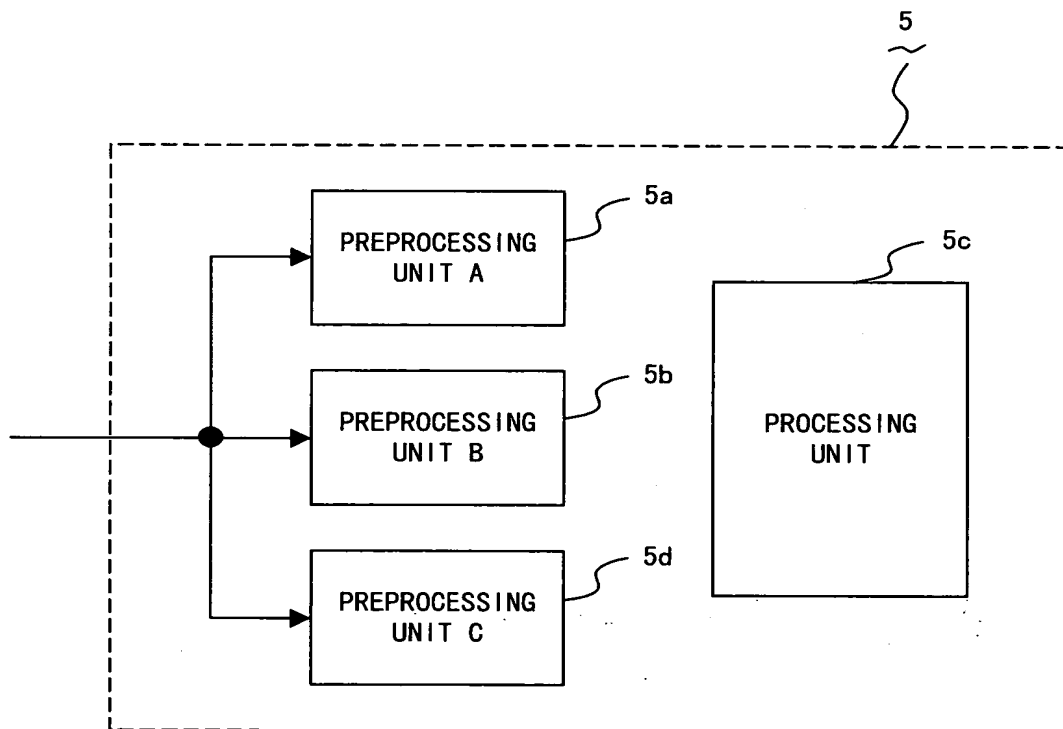 5
5a
PREPROCESSING
UNIT A
5c
5b
PREPROCESSING
UNIT B
PROCESSING
UNIT
5d
PREPROCESSING
UNIT C